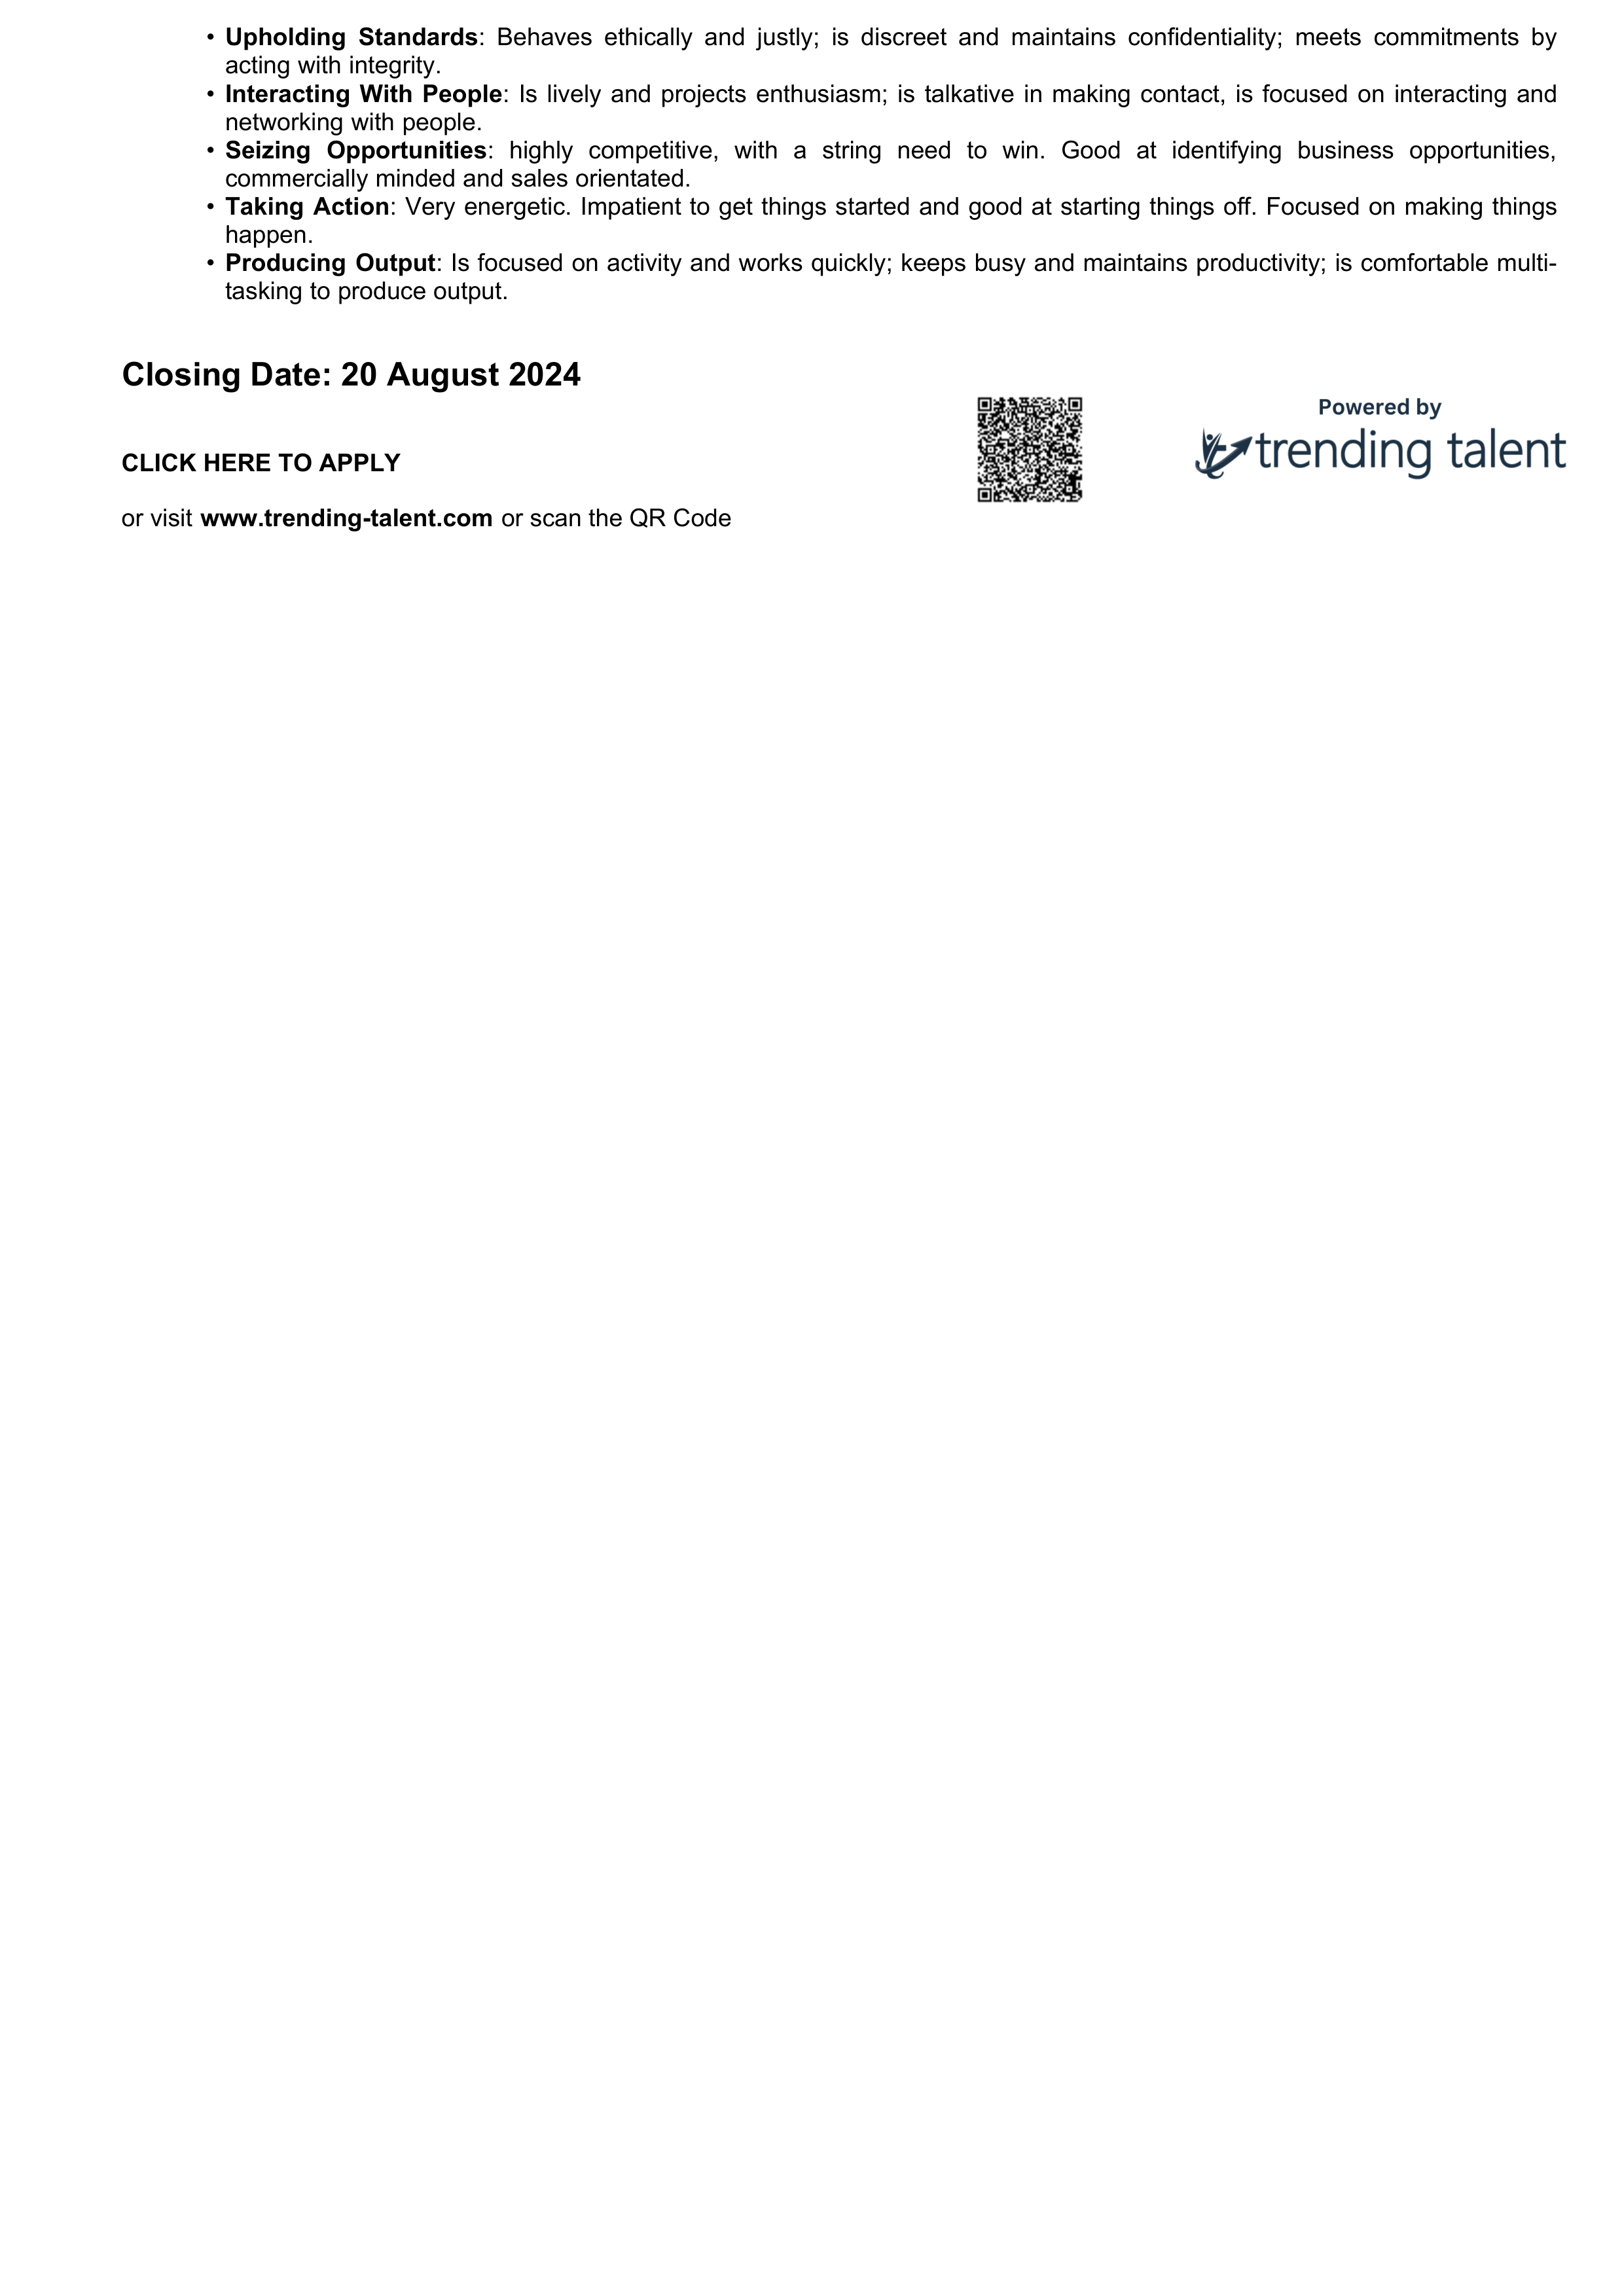 • Upholding Standards: Behaves ethically and justly; is discreet and maintains confidentiality; meets commitments by
acting with integrity.
• Interacting With People: Is lively and projects enthusiasm; is talkative in making contact, is focused on interacting and
networking with people.
• Seizing Opportunities: highly competitive, with a string need to win. Good at identifying business opportunities,
commercially minded and sales orientated.
• Taking Action: Very energetic. Impatient to get things started and good at starting things off. Focused on making things
happen.
• Producing Output: Is focused on activity and works quickly; keeps busy and maintains productivity; is comfortable multi-
tasking to produce output.
Closing Date: 20 August 2024
CLICK HERE TO APPLY
or visit www.trending-talent.com or scan the QR Code
Powered by
trending talent